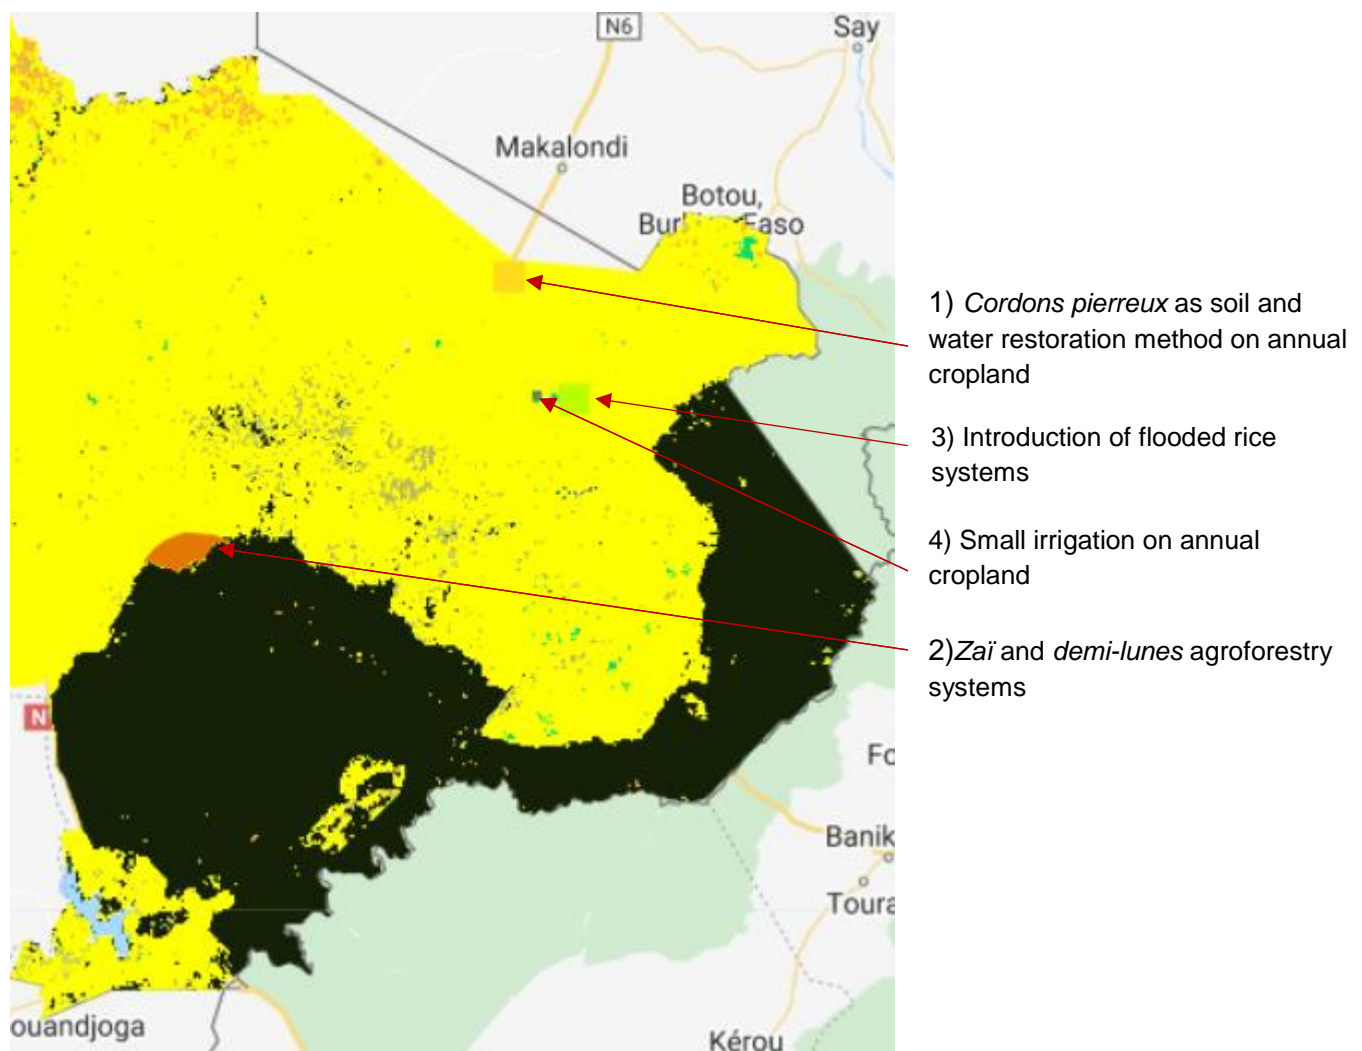 N6
Say
Makalondi
Botou,
Faso
1) Cordons pierreux as soil and
water restoration method on annual
cropland
3) Introduction of flooded rice
systems
4) Small irrigation on annual
cropland
2)Zaï and demi-lunes agroforestry
systems
N
Fo
Banik
Toura
ouandjoga
Kérou